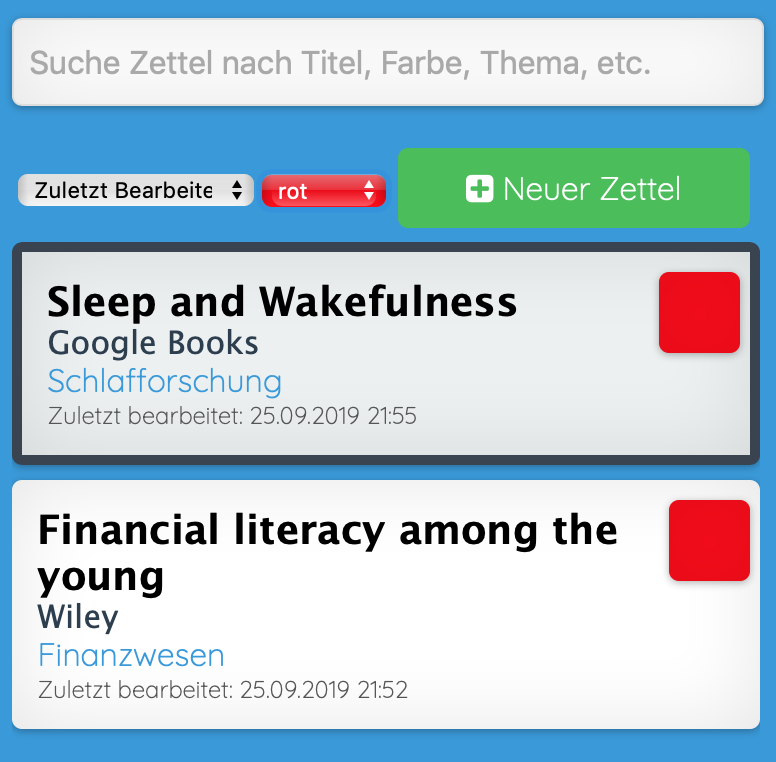 Suche Zettel nach Titel, Farbe, Thema, etc.
Zuletzt Bearbeite
rot
Neuer Zettel
Sleep and Wakefulness
Google Books
Schlafforschung
Zuletzt bearbeitet: 25.09.2019 21:55
Financial literacy among the
young
Wiley
Finanzwesen
Zuletzt bearbeitet: 25.09.2019 21:52